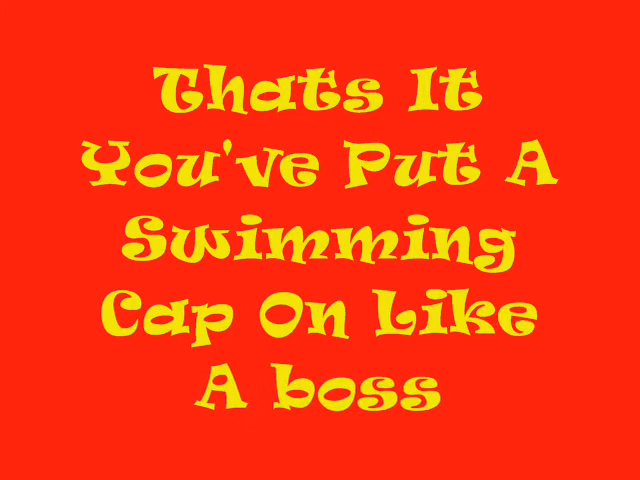 Thats It
You've Put A
Swimming
Cap On Like
A boss